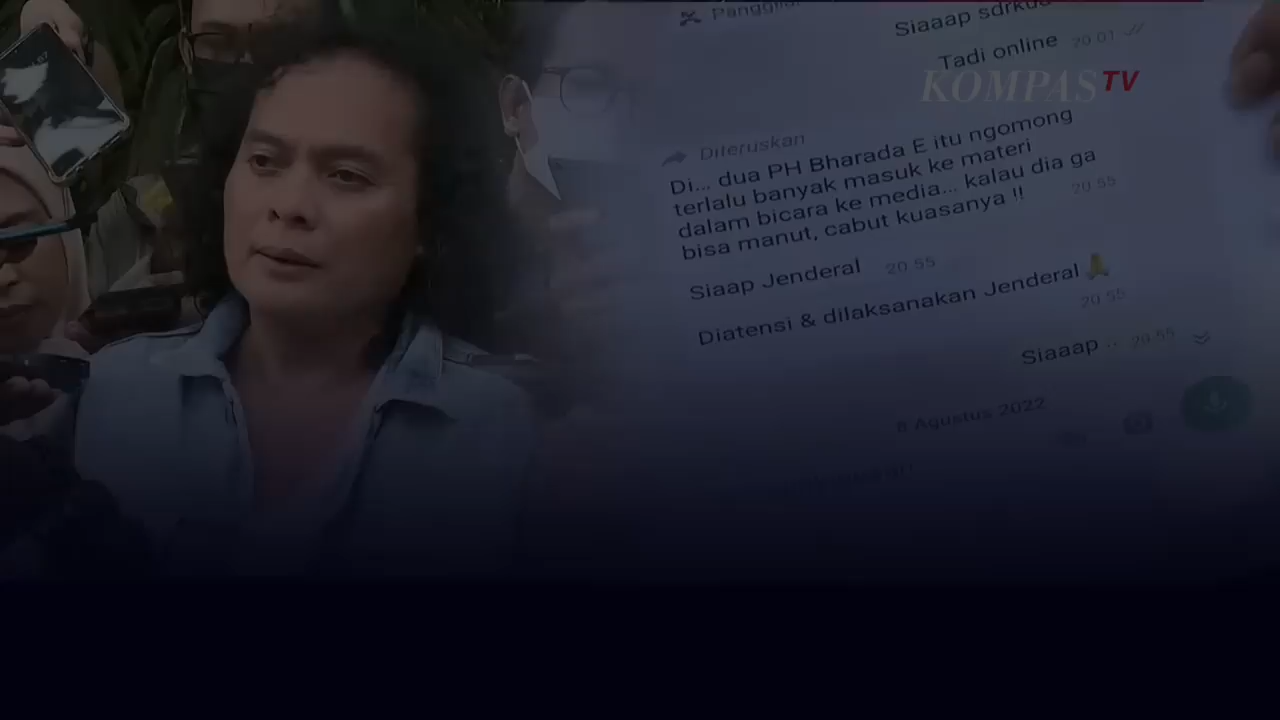 Siaaap
Tadi online 20.01
KOMPAS TV
Diteruskan
Di... dua PH Bharada E itu ngomong
terlalu banyak masuk ke materi
dalam bicara ke media... kalau dia ga
bisa manut, cabut kuasanya !! 20.55
Siaap Jenderal 20.55
Diatensi & dilaksanakan Jenderal🙏
20.55
Siaaap .. 20.55
Agustus 2022